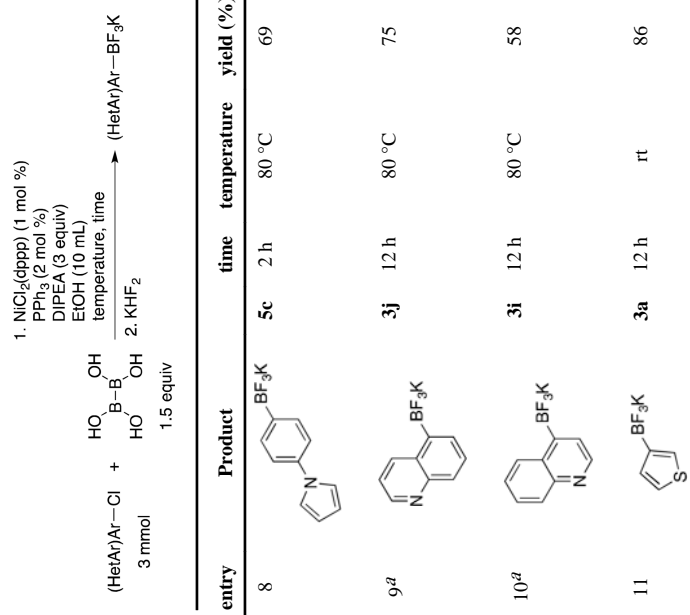 1. NiCl2(dppp) (1 mol %)
PPh3 (2 mol %)
DIPEA (3 equiv)
EtOH (10 mL)
temperature, time
2. KHF2
(HetAr)Ar—Cl + HO OH B–B HO OH (HetAr)Ar—BF3K
3 mmol 1.5 equiv
entry Product time temperature yield (%)
8 N BF3K 5c 2 h 80 °C 69
9a N BF3K 3j 12 h 80 °C 75
10a N BF3K 3i 12 h 80 °C 58
11 S BF3K 3a 12 h rt 86